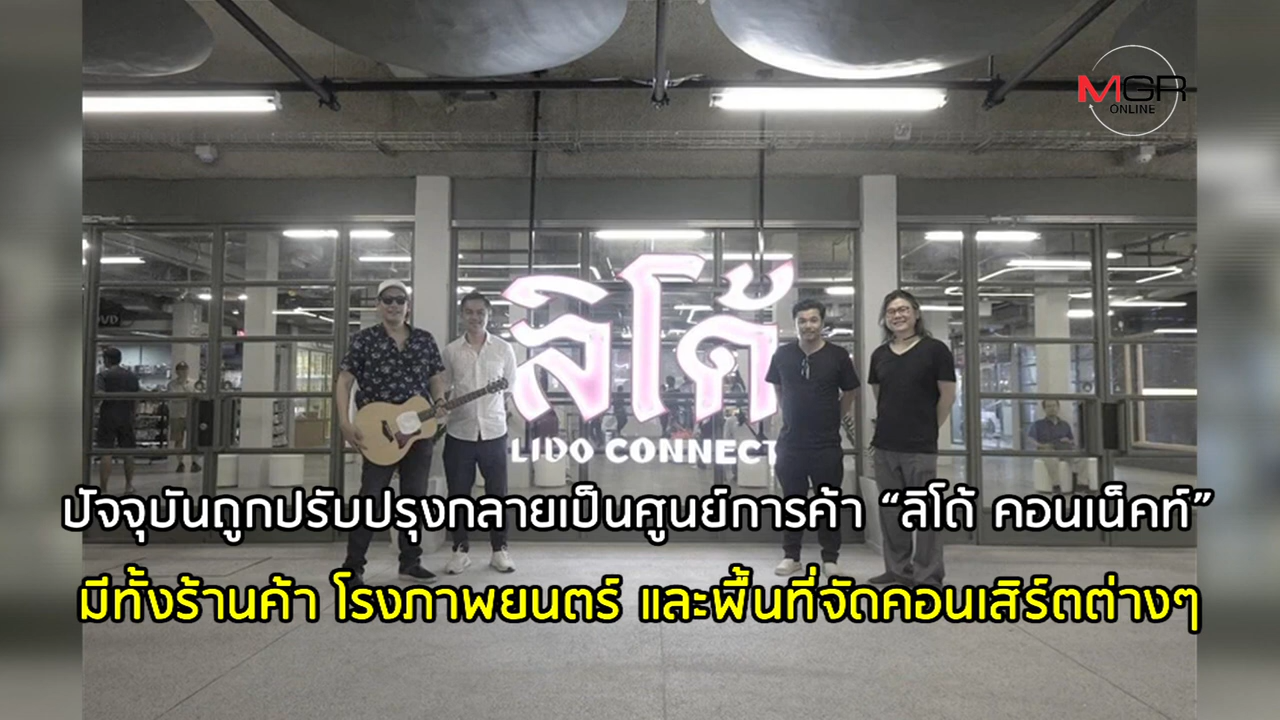 MGR
ONLINE
ลิโด้
LIDO CONNECT
ปัจจุบันถูกปรับปรุงกลายเป็นศูนย์การค้า “ลิโด้ คอนเน็คท์”
มีทั้งร้านค้า โรงภาพยนตร์ และพื้นที่จัดคอนเสิร์ตต่างๆ